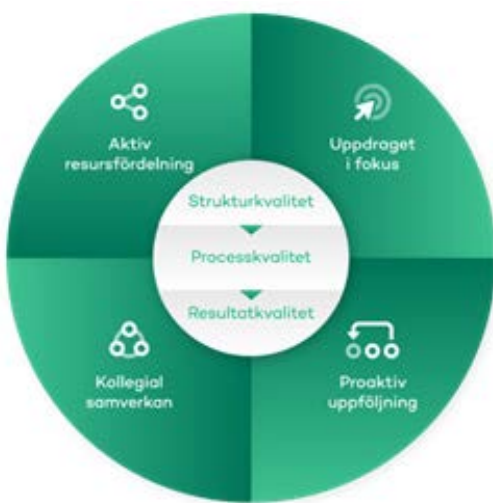 Aktiv
resursfördelning
Uppdraget
i fokus
Strukturkvalitet
Processkvalitet
Resultatkvalitet
Kollegial
samverkan
Proaktiv
uppföljning